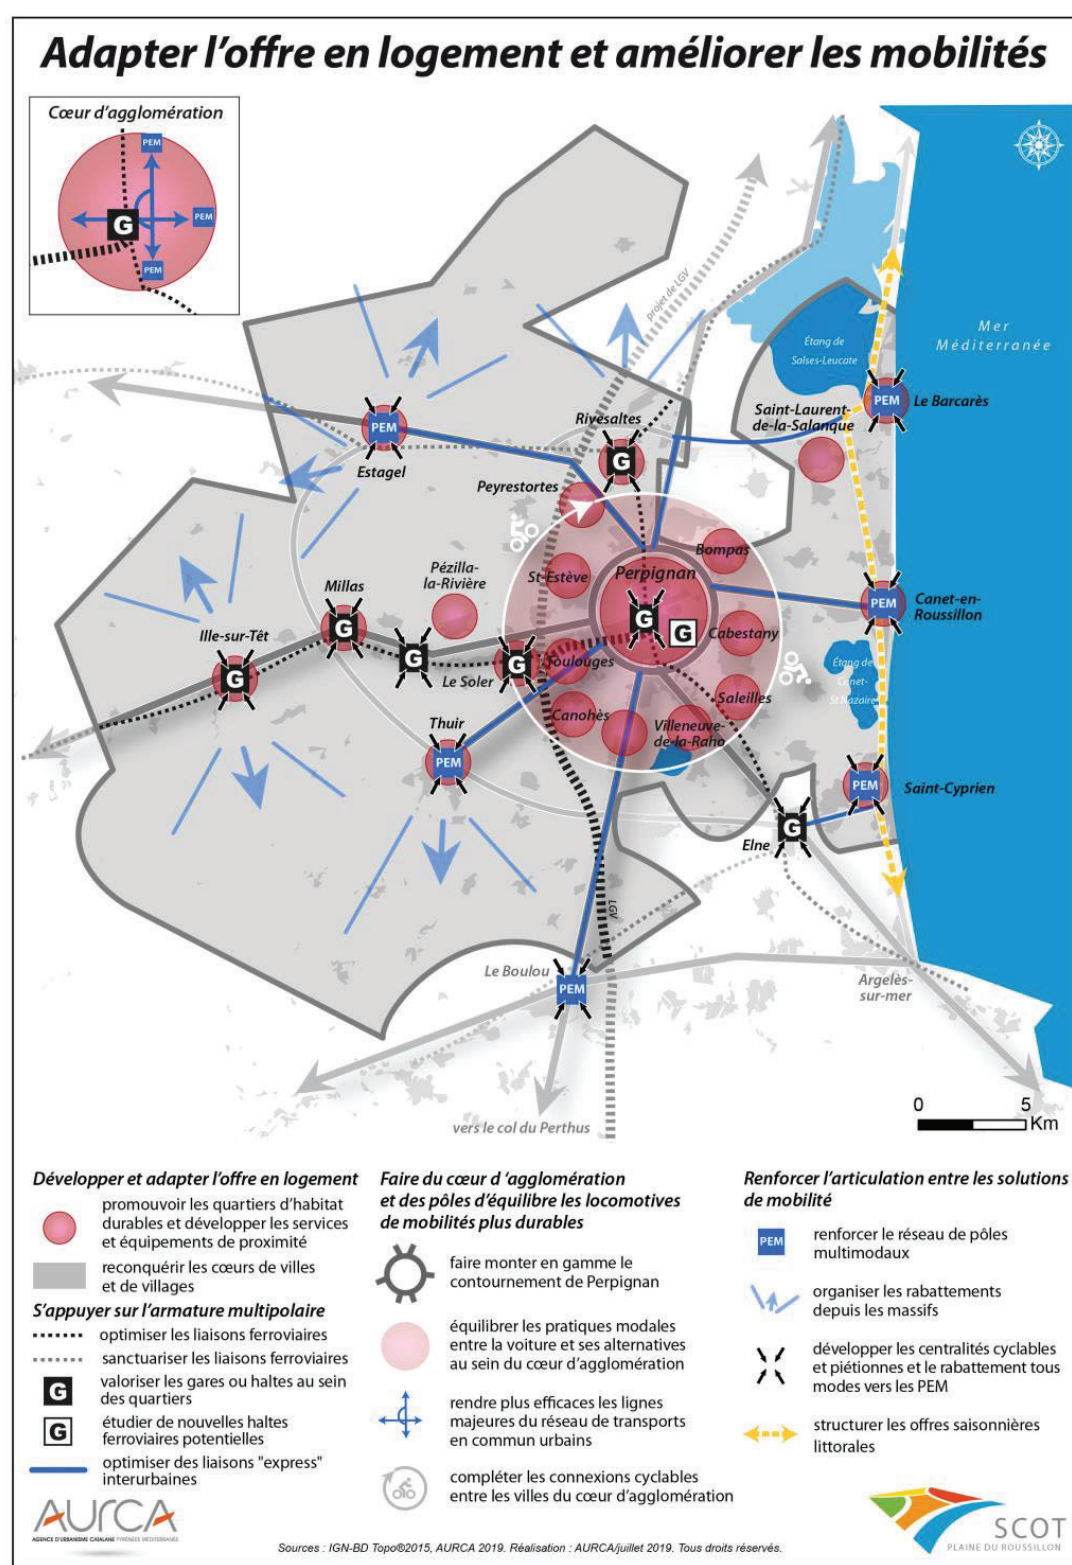 Adapter l'offre en logement et améliorer les mobilités
Cœur d'agglomération
PEM
G
PEM
PEM
projet de LGV
Mer
Méditerranée
Étang de
Salses-Leucate
PEM
Le Barcarès
Saint-Laurent-
de-la-Salanque
Rivesaltes
G
PEM
Estagel
Peyrestortes
Bompas
St-Estève
Perpignan
G
G
Cabestany
PEM
Canet-en-
Roussillon
Pézilla-
la-Rivière
Millas
G
G
Ille-sur-Têt
G
Le Soler
G
Toulouges
Étang de
Canet-
St Nazaire
Saleilles
Canohès
Villeneuve-
de-la-Raho
Thuir
PEM
PEM
Saint-Cyprien
G
Elne
LGV
Le Boulou
PEM
Argelès-
sur-mer
vers le col du Perthus
0 5
Km
Développer et adapter l'offre en logement
promouvoir les quartiers d'habitat
durables et développer les services
et équipements de proximité
reconquérir les cœurs de villes
et de villages
S'appuyer sur l'armature multipolaire
optimiser les liaisons ferroviaires
sanctuariser les liaisons ferroviaires
G
valoriser les gares ou haltes au sein
des quartiers
G
étudier de nouvelles haltes
ferroviaires potentielles
optimiser des liaisons "express"
interurbaines
Faire du cœur d 'agglomération
et des pôles d'équilibre les locomotives
de mobilités plus durables
faire monter en gamme le
contournement de Perpignan
équilibrer les pratiques modales
entre la voiture et ses alternatives
au sein du cœur d'agglomération
rendre plus efficaces les lignes
majeures du réseau de transports
en commun urbains
compléter les connexions cyclables
entre les villes du cœur d'agglomération
Renforcer l'articulation entre les solutions
de mobilité
PEM
renforcer le réseau de pôles
multimodaux
organiser les rabattements
depuis les massifs
développer les centralités cyclables
et piétionnes et le rabattement tous
modes vers les PEM
structurer les offres saisonnières
littorales
AURCA
AGENCE D'URBANISME CATALANE PYRÉNÉES MÉDITERRANÉE
Sources : IGN-BD Topo®2015, AURCA 2019. Réalisation : AURCA/juillet 2019. Tous droits réservés.
SCOT
PLAINE DU ROUSSILLON